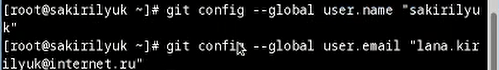 [root@sakirilyuk ~]# git config --global user.name "sakirilyu
k"
[root@sakirilyuk ~]# git config --global user.email "lana.kir
ilyuk@internet.ru"